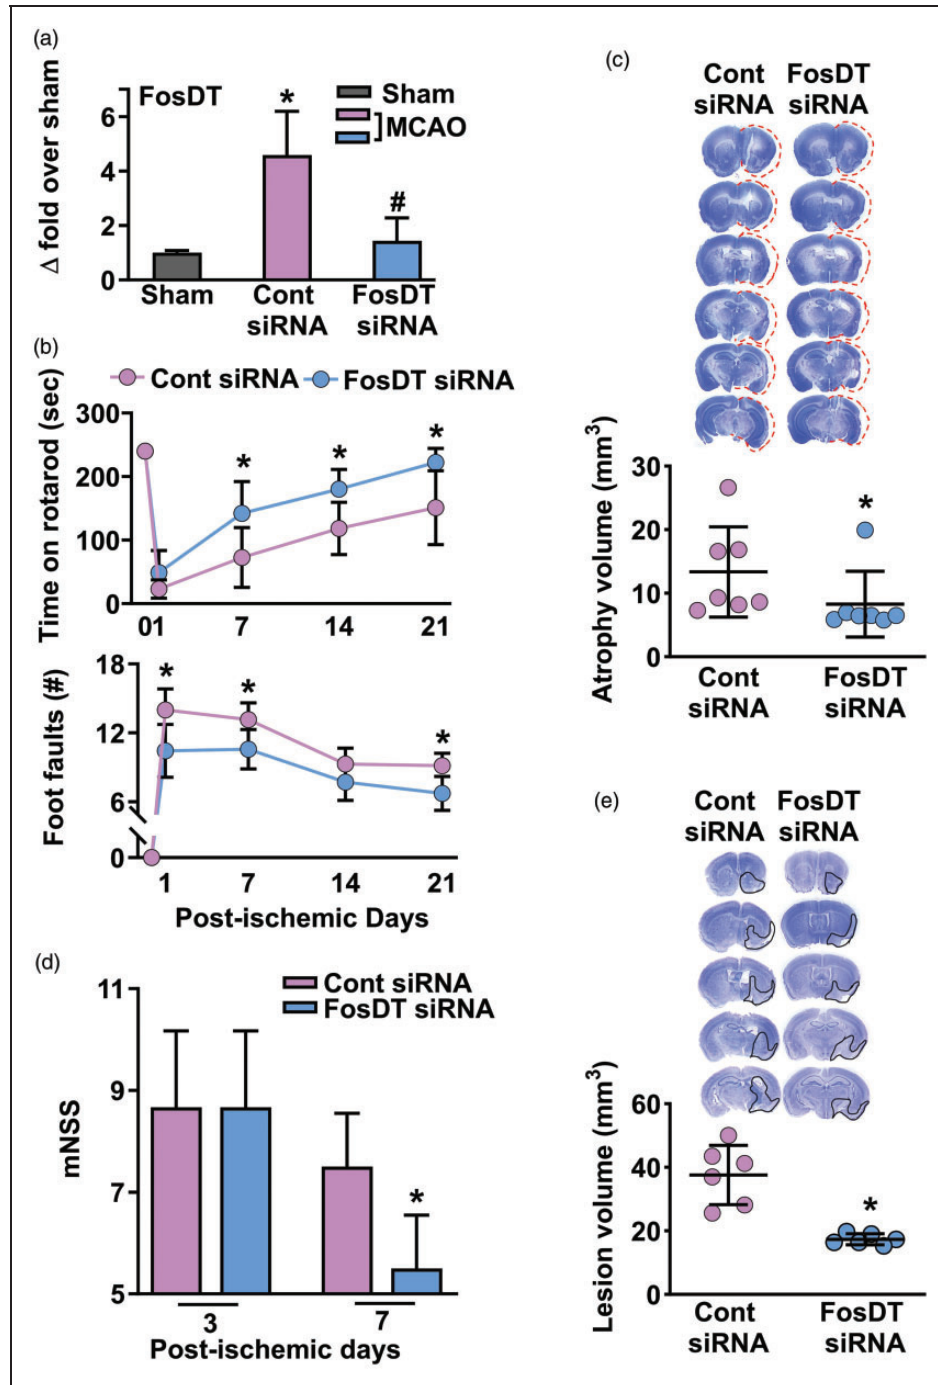 (a)
FosDT
Sham
MCAO
Δ fold over sham
6
4
2
0
*
#
Sham
Cont siRNA
FosDT siRNA
(b)
Cont siRNA
FosDT siRNA
Time on rotarod (sec)
300
200
100
0
*
*
*
01
7
14
21
Foot faults (#)
18
12
6
0
*
*
*
1
7
14
21
Post-ischemic Days
(c)
Cont siRNA
FosDT siRNA
Atrophy volume (mm³)
30
20
10
0
*
Cont siRNA
FosDT siRNA
(d)
Cont siRNA
FosDT siRNA
mNSS
11
9
7
5
*
3
7
Post-ischemic days
(e)
Cont siRNA
FosDT siRNA
Lesion volume (mm³)
60
40
20
0
*
Cont siRNA
FosDT siRNA